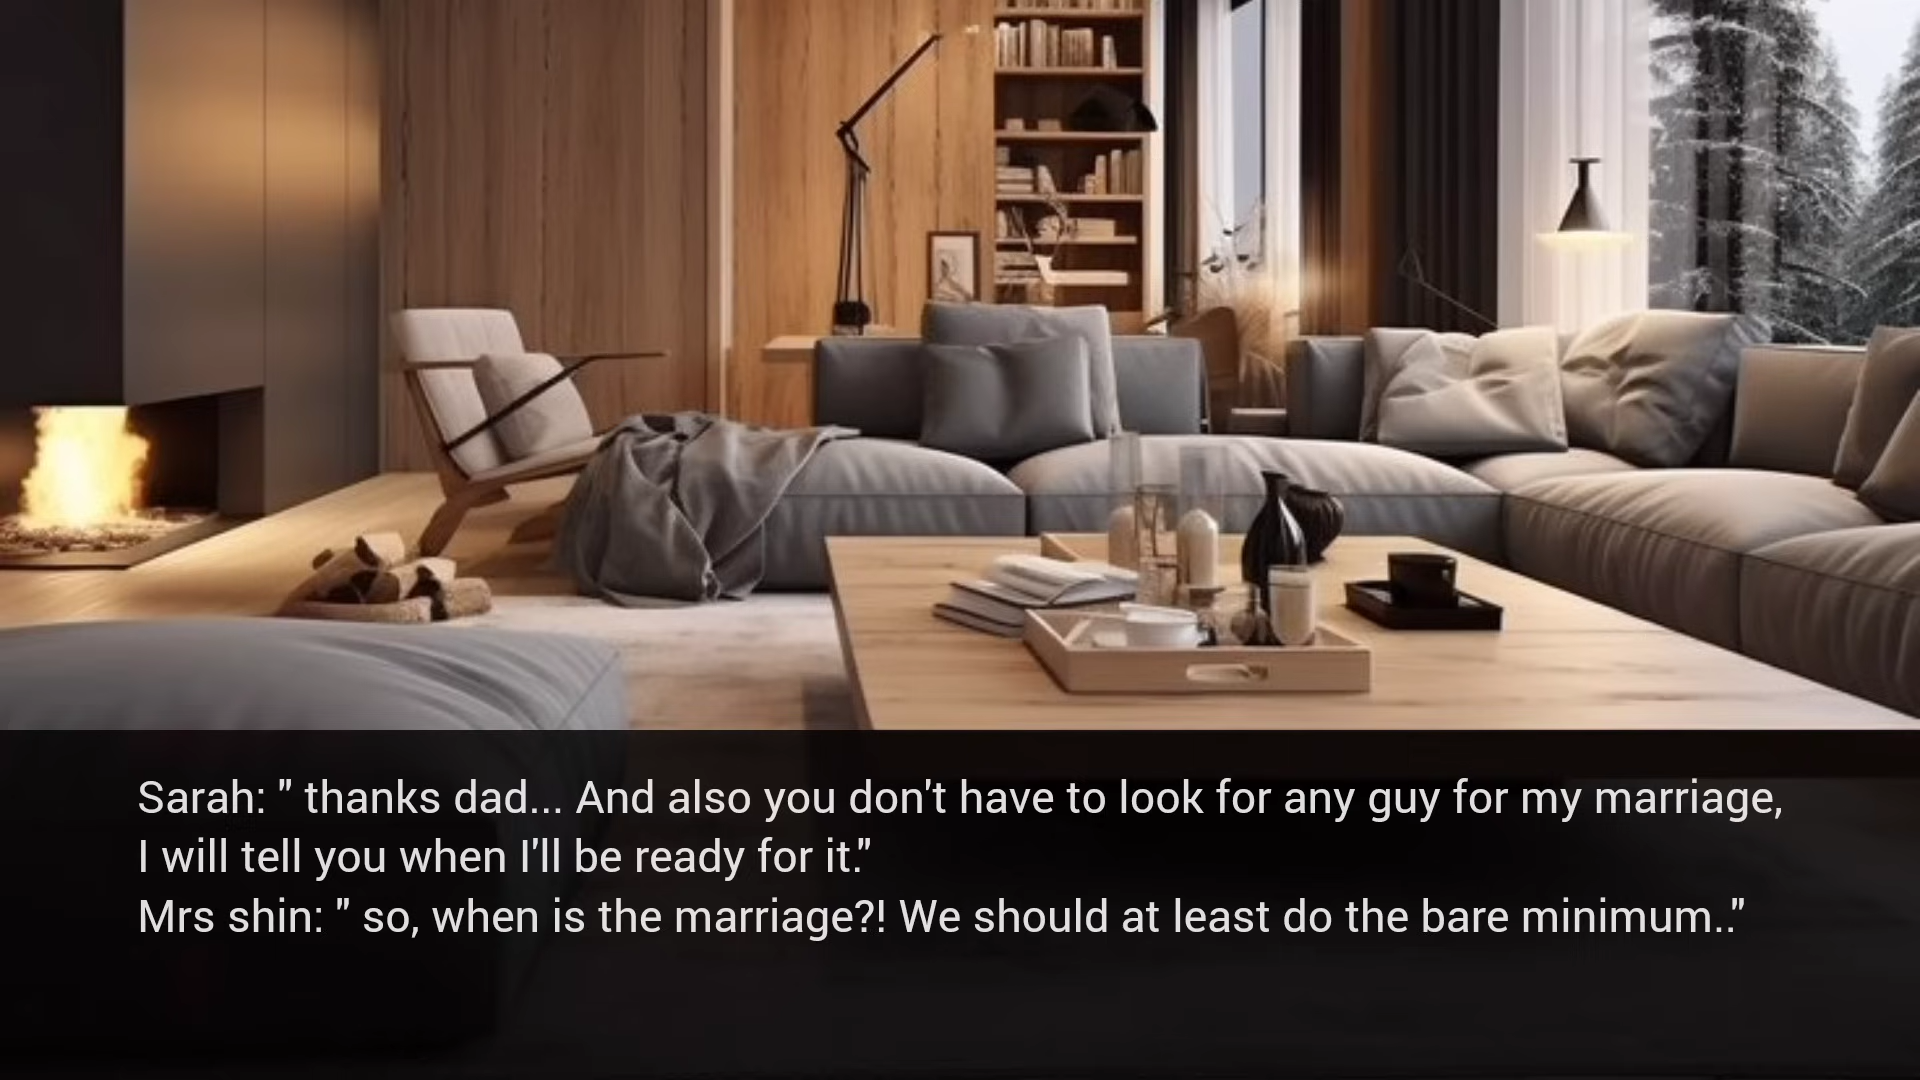 Sarah: " thanks dad... And also you don't have to look for any guy for my marriage,
I will tell you when I'll be ready for it."
Mrs shin: " so, when is the marriage?! We should at least do the bare minimum.."